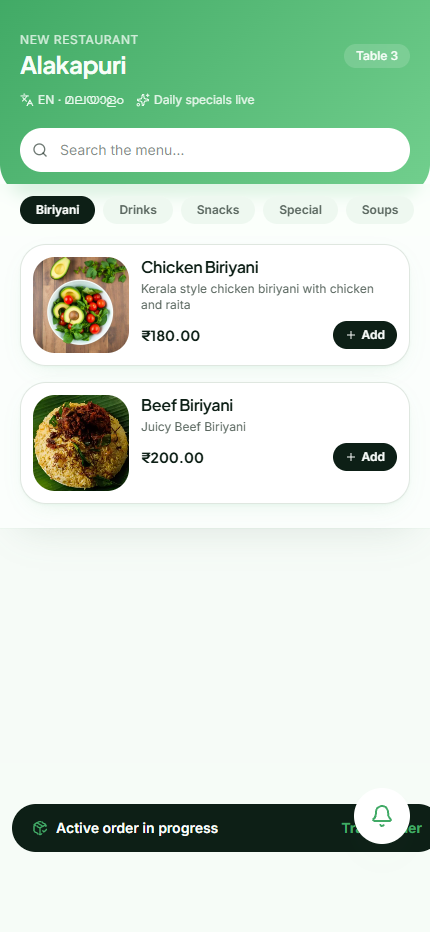 NEW RESTAURANT
Alakapuri
Table 3
EN · മലയാളം
Daily specials live
Search the menu...
Biriyani
Drinks
Snacks
Special
Soups
Chicken Biriyani
Kerala style chicken biriyani with chicken
and raita
₹180.00
+ Add
Beef Biriyani
Juicy Beef Biriyani
₹200.00
+ Add
Active order in progress